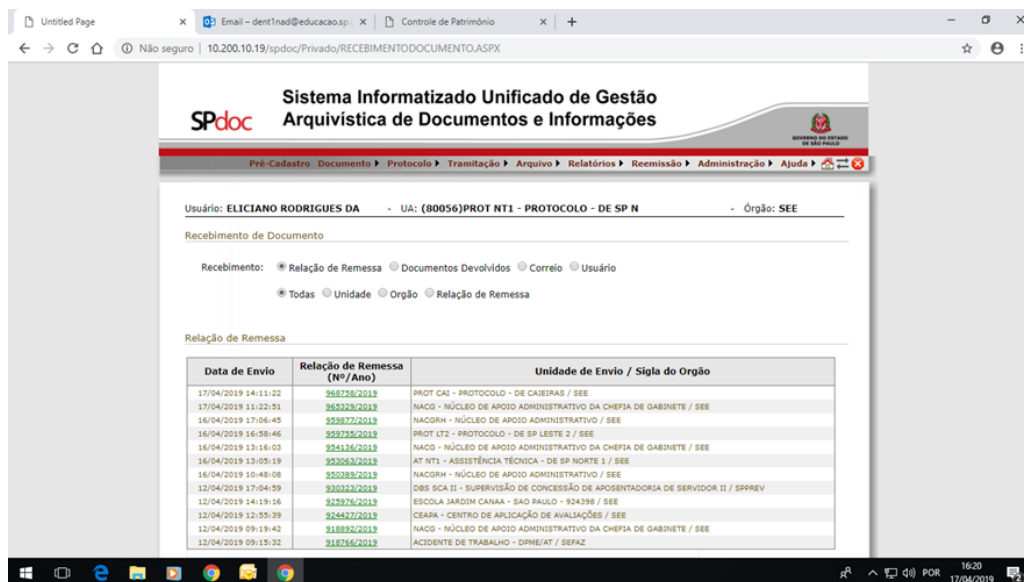 Untitled Page
Email – dent1nad@educacao.sp
Controle de Patrimônio
Não seguro | 10.200.10.19/spdoc/Privado/RECEBIMENTODOCUMENTO.ASPX
SPdoc
Sistema Informatizado Unificado de Gestão
Arquivística de Documentos e Informações
GOVERNO DO ESTADO
DE SÃO PAULO
Pré-Cadastro Documento Protocolo Tramitação Arquivo Relatórios Reemissão Administração Ajuda
Usuário: ELICIANO RODRIGUES DA - UA: (80056)PROT NT1 - PROTOCOLO - DE SP N - Órgão: SEE
Recebimento de Documento
Recebimento: Relação de Remessa Documentos Devolvidos Correio Usuário
Todas Unidade Orgão Relação de Remessa
Relação de Remessa
Data de Envio Relação de Remessa (Nº/Ano) Unidade de Envio / Sigla do Orgão
17/04/2019 14:11:22 968758/2019 PROT CAI - PROTOCOLO - DE CAIEIRAS / SEE
17/04/2019 11:22:51 965329/2019 NACG - NÚCLEO DE APOIO ADMINISTRATIVO DA CHEFIA DE GABINETE / SEE
16/04/2019 17:06:45 959877/2019 NACGRH - NÚCLEO DE APOIO ADMINISTRATIVO / SEE
16/04/2019 16:58:46 959755/2019 PROT LT2 - PROTOCOLO - DE SP LESTE 2 / SEE
16/04/2019 13:16:03 954136/2019 NACG - NÚCLEO DE APOIO ADMINISTRATIVO DA CHEFIA DE GABINETE / SEE
16/04/2019 13:05:19 953063/2019 AT NT1 - ASSISTÊNCIA TÉCNICA - DE SP NORTE 1 / SEE
16/04/2019 10:48:08 950389/2019 NACGRH - NÚCLEO DE APOIO ADMINISTRATIVO / SEE
12/04/2019 17:04:59 930323/2019 DBS SCA II - SUPERVISÃO DE CONCESSÃO DE APOSENTADORIA DE SERVIDOR II / SPPREV
12/04/2019 14:19:16 925976/2019 ESCOLA JARDIM CANAA - SAO PAULO - 924398 / SEE
12/04/2019 12:55:39 924427/2019 CEAPA - CENTRO DE APLICAÇÃO DE AVALIAÇÕES / SEE
12/04/2019 09:19:42 918892/2019 NACG - NÚCLEO DE APOIO ADMINISTRATIVO DA CHEFIA DE GABINETE / SEE
12/04/2019 09:15:32 918766/2019 ACIDENTE DE TRABALHO - DPME/AT / SEFAZ
POR 16:20
17/04/2019